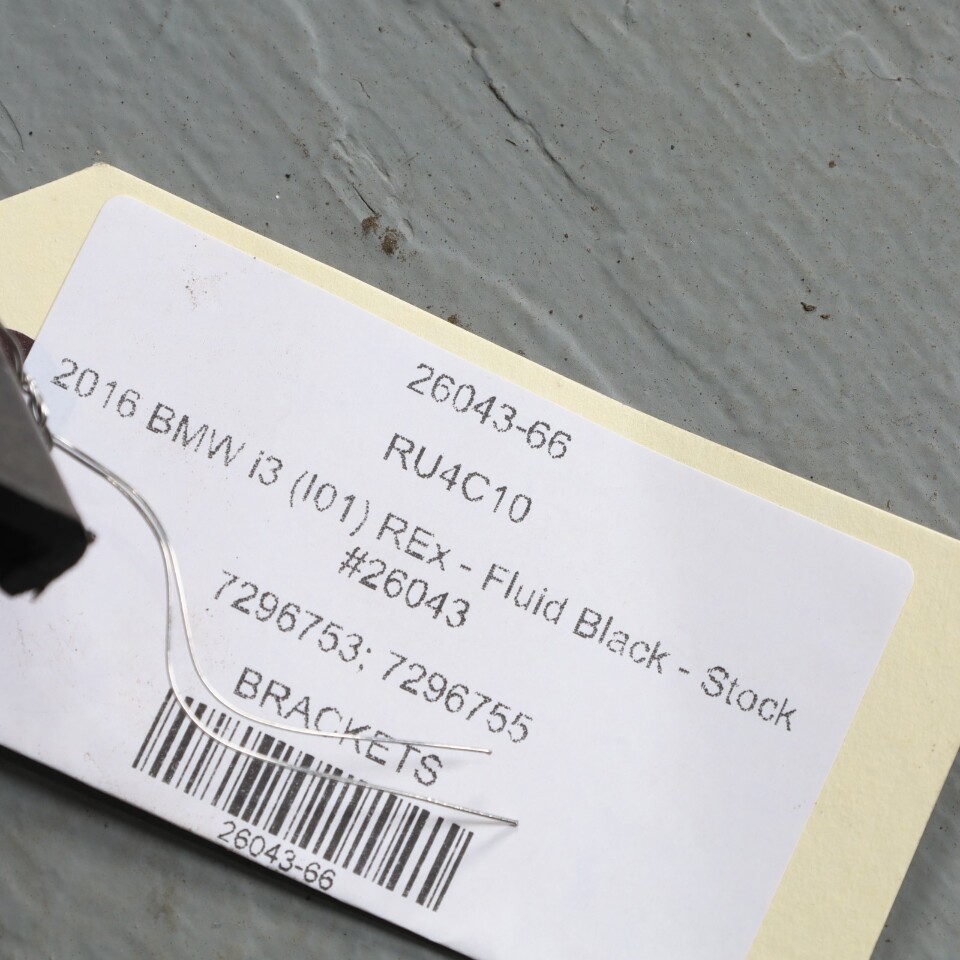 26043-66
RU4C10
2016 BMW i3 (I01) REx - Fluid Black - Stock
#26043
7296753; 7296755
BRACKETS
26043-66